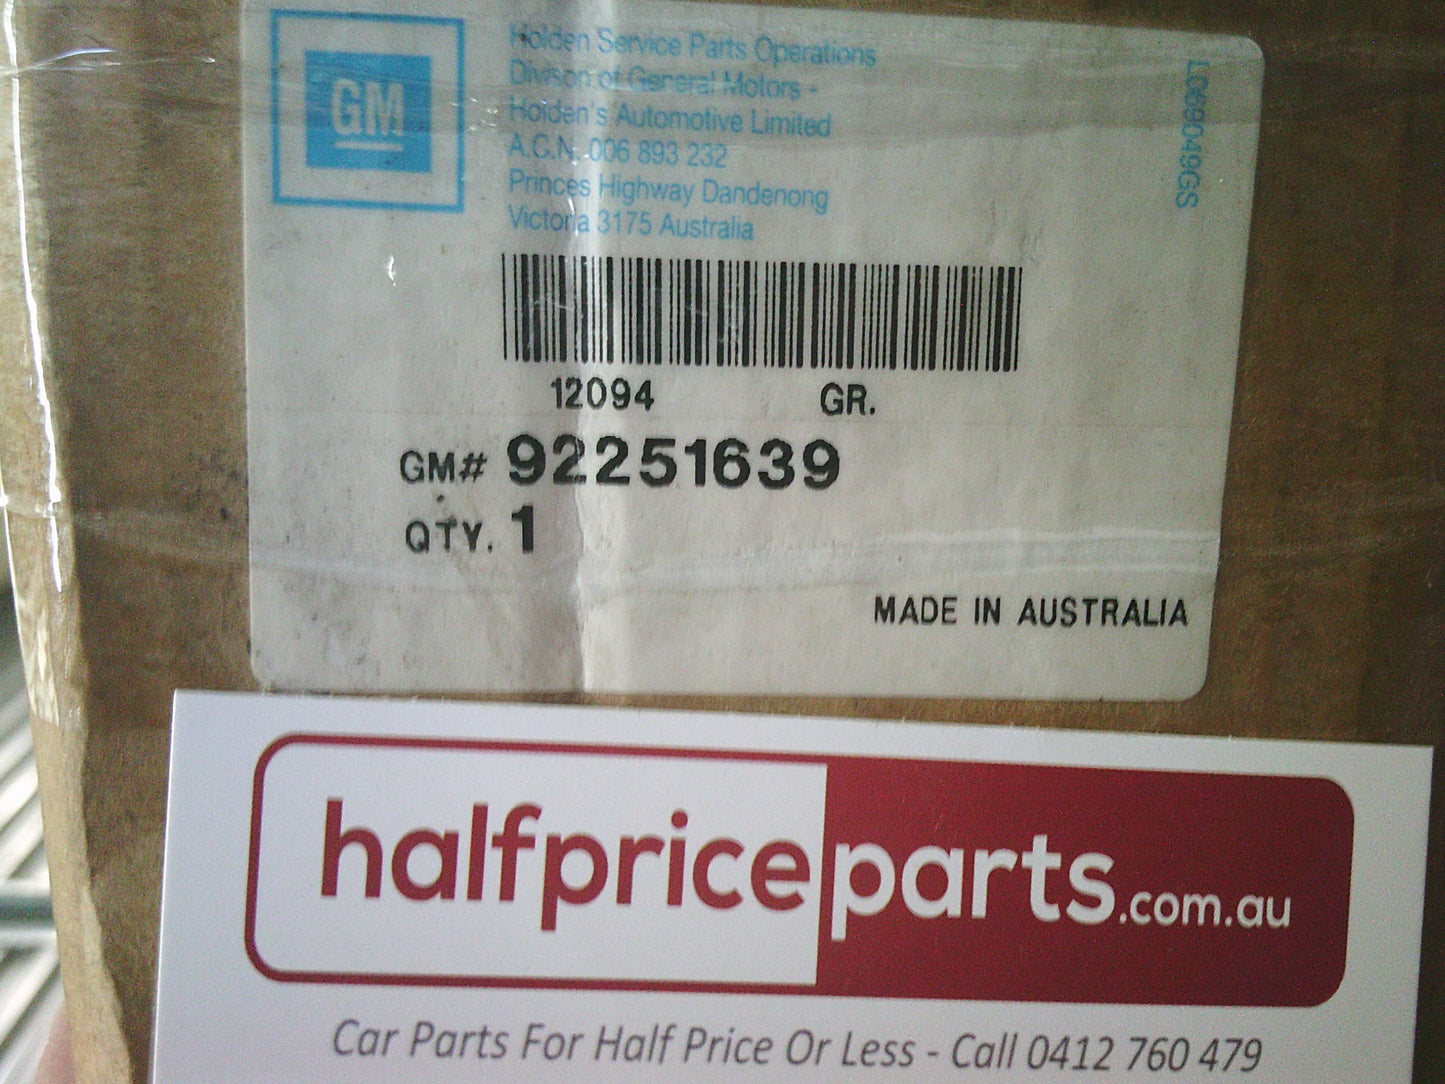 GM
Holden Service Parts Operations
Divison of General Motors -
Holden's Automotive Limited
A.C.N. 006 893 232
Princes Highway Dandenong
Victoria 3175 Australia
L069049GS
12094 GR.
GM# 92251639
QTY. 1
MADE IN AUSTRALIA
halfpriceparts.com.au
Car Parts For Half Price Or Less - Call 0412 760 479